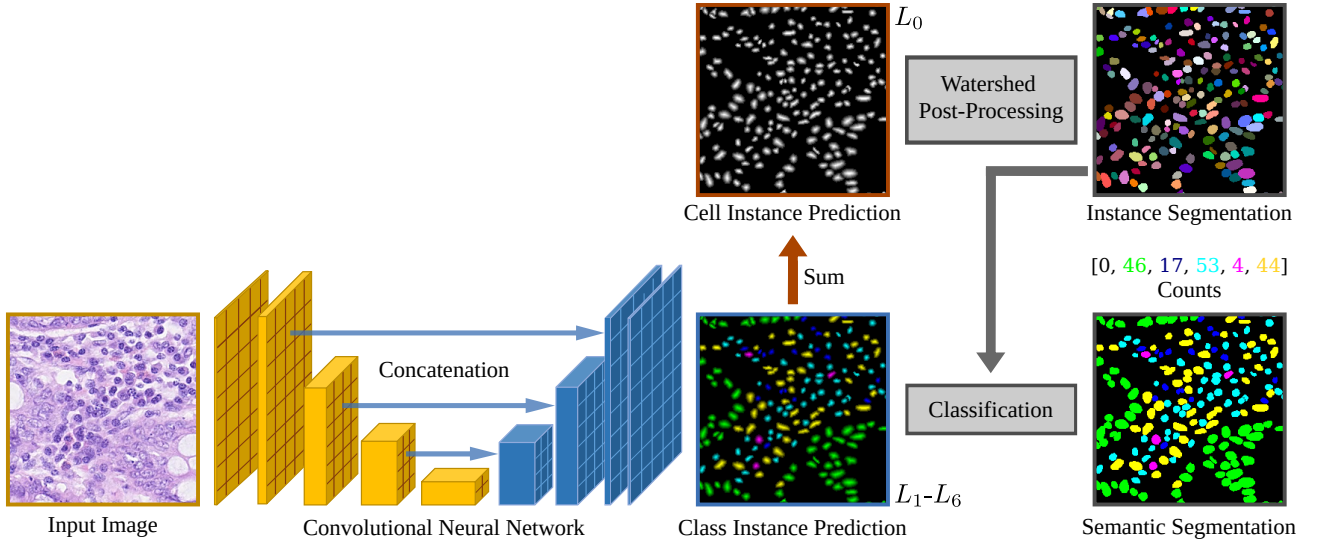 L₀
Watershed
Post-Processing
Cell Instance Prediction
Instance Segmentation
Sum
[0, 46, 17, 53, 4, 44]
Counts
Concatenation
Classification
L₁-L₆
Input Image
Convolutional Neural Network
Class Instance Prediction
Semantic Segmentation